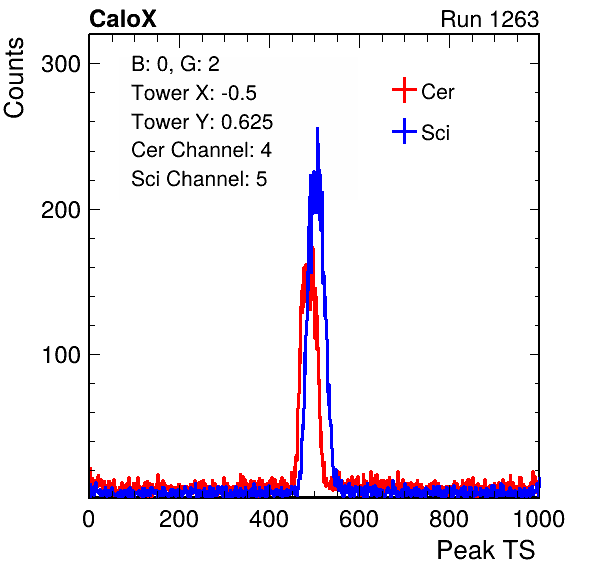 CaloX Run 1263
Counts
300
200
100
B: 0, G: 2
Tower X: -0.5
Tower Y: 0.625
Cer Channel: 4
Sci Channel: 5
Cer
Sci
0 200 400 600 800 1000
Peak TS